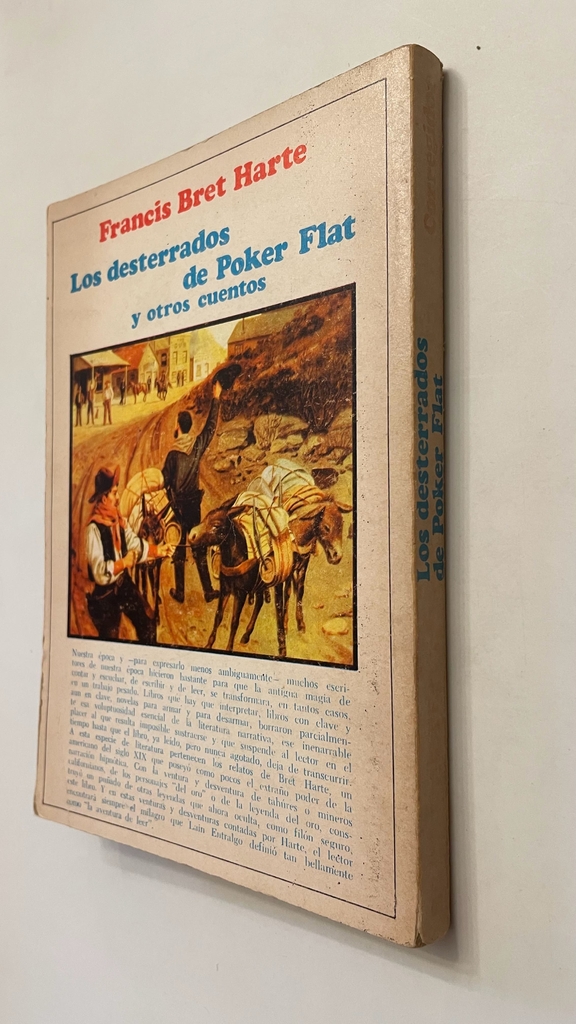 Francis Bret Harte
Los desterrados
de Poker Flat
y otros cuentos
Nuestra época y —para expresarlo menos ambiguamente— muchos escri-
tores de nuestra época hicieron bastante para que la antigua magia de
contar y escuchar, de escribir y de leer, se transformara, en tantos casos,
en un trabajo pesado. Libros que hay que interpretar, libros con clave y
aun en clave, novelas para armar y para desarmar, borraron parcialmen-
te esa voluptuosidad esencial de la literatura narrativa, ese inenarrable
placer al que resulta imposible sustraerse y que suspende al lector en el
tiempo hasta que el libro, ya leído, pero nunca agotado, deja de transcurrir.
A esta especie de literatura pertenecen los relatos de Bret Harte, un
americano del siglo XIX que poseyó como pocos el extraño poder de la
narración hipnótica. Con la ventura y desventura de tahúres o mineros
californianos, de los personajes "del oro" o de la leyenda del oro, cons-
truyó un puñado de otras leyendas que ahora oculta, como filón seguro,
este libro. Y en estas venturas y desventuras contadas por Harte, el lector
encontrará siempre el milagro que Laín Entralgo definió tan bellamente
como "la aventura de leer".
Los desterrados
de Poker Flat